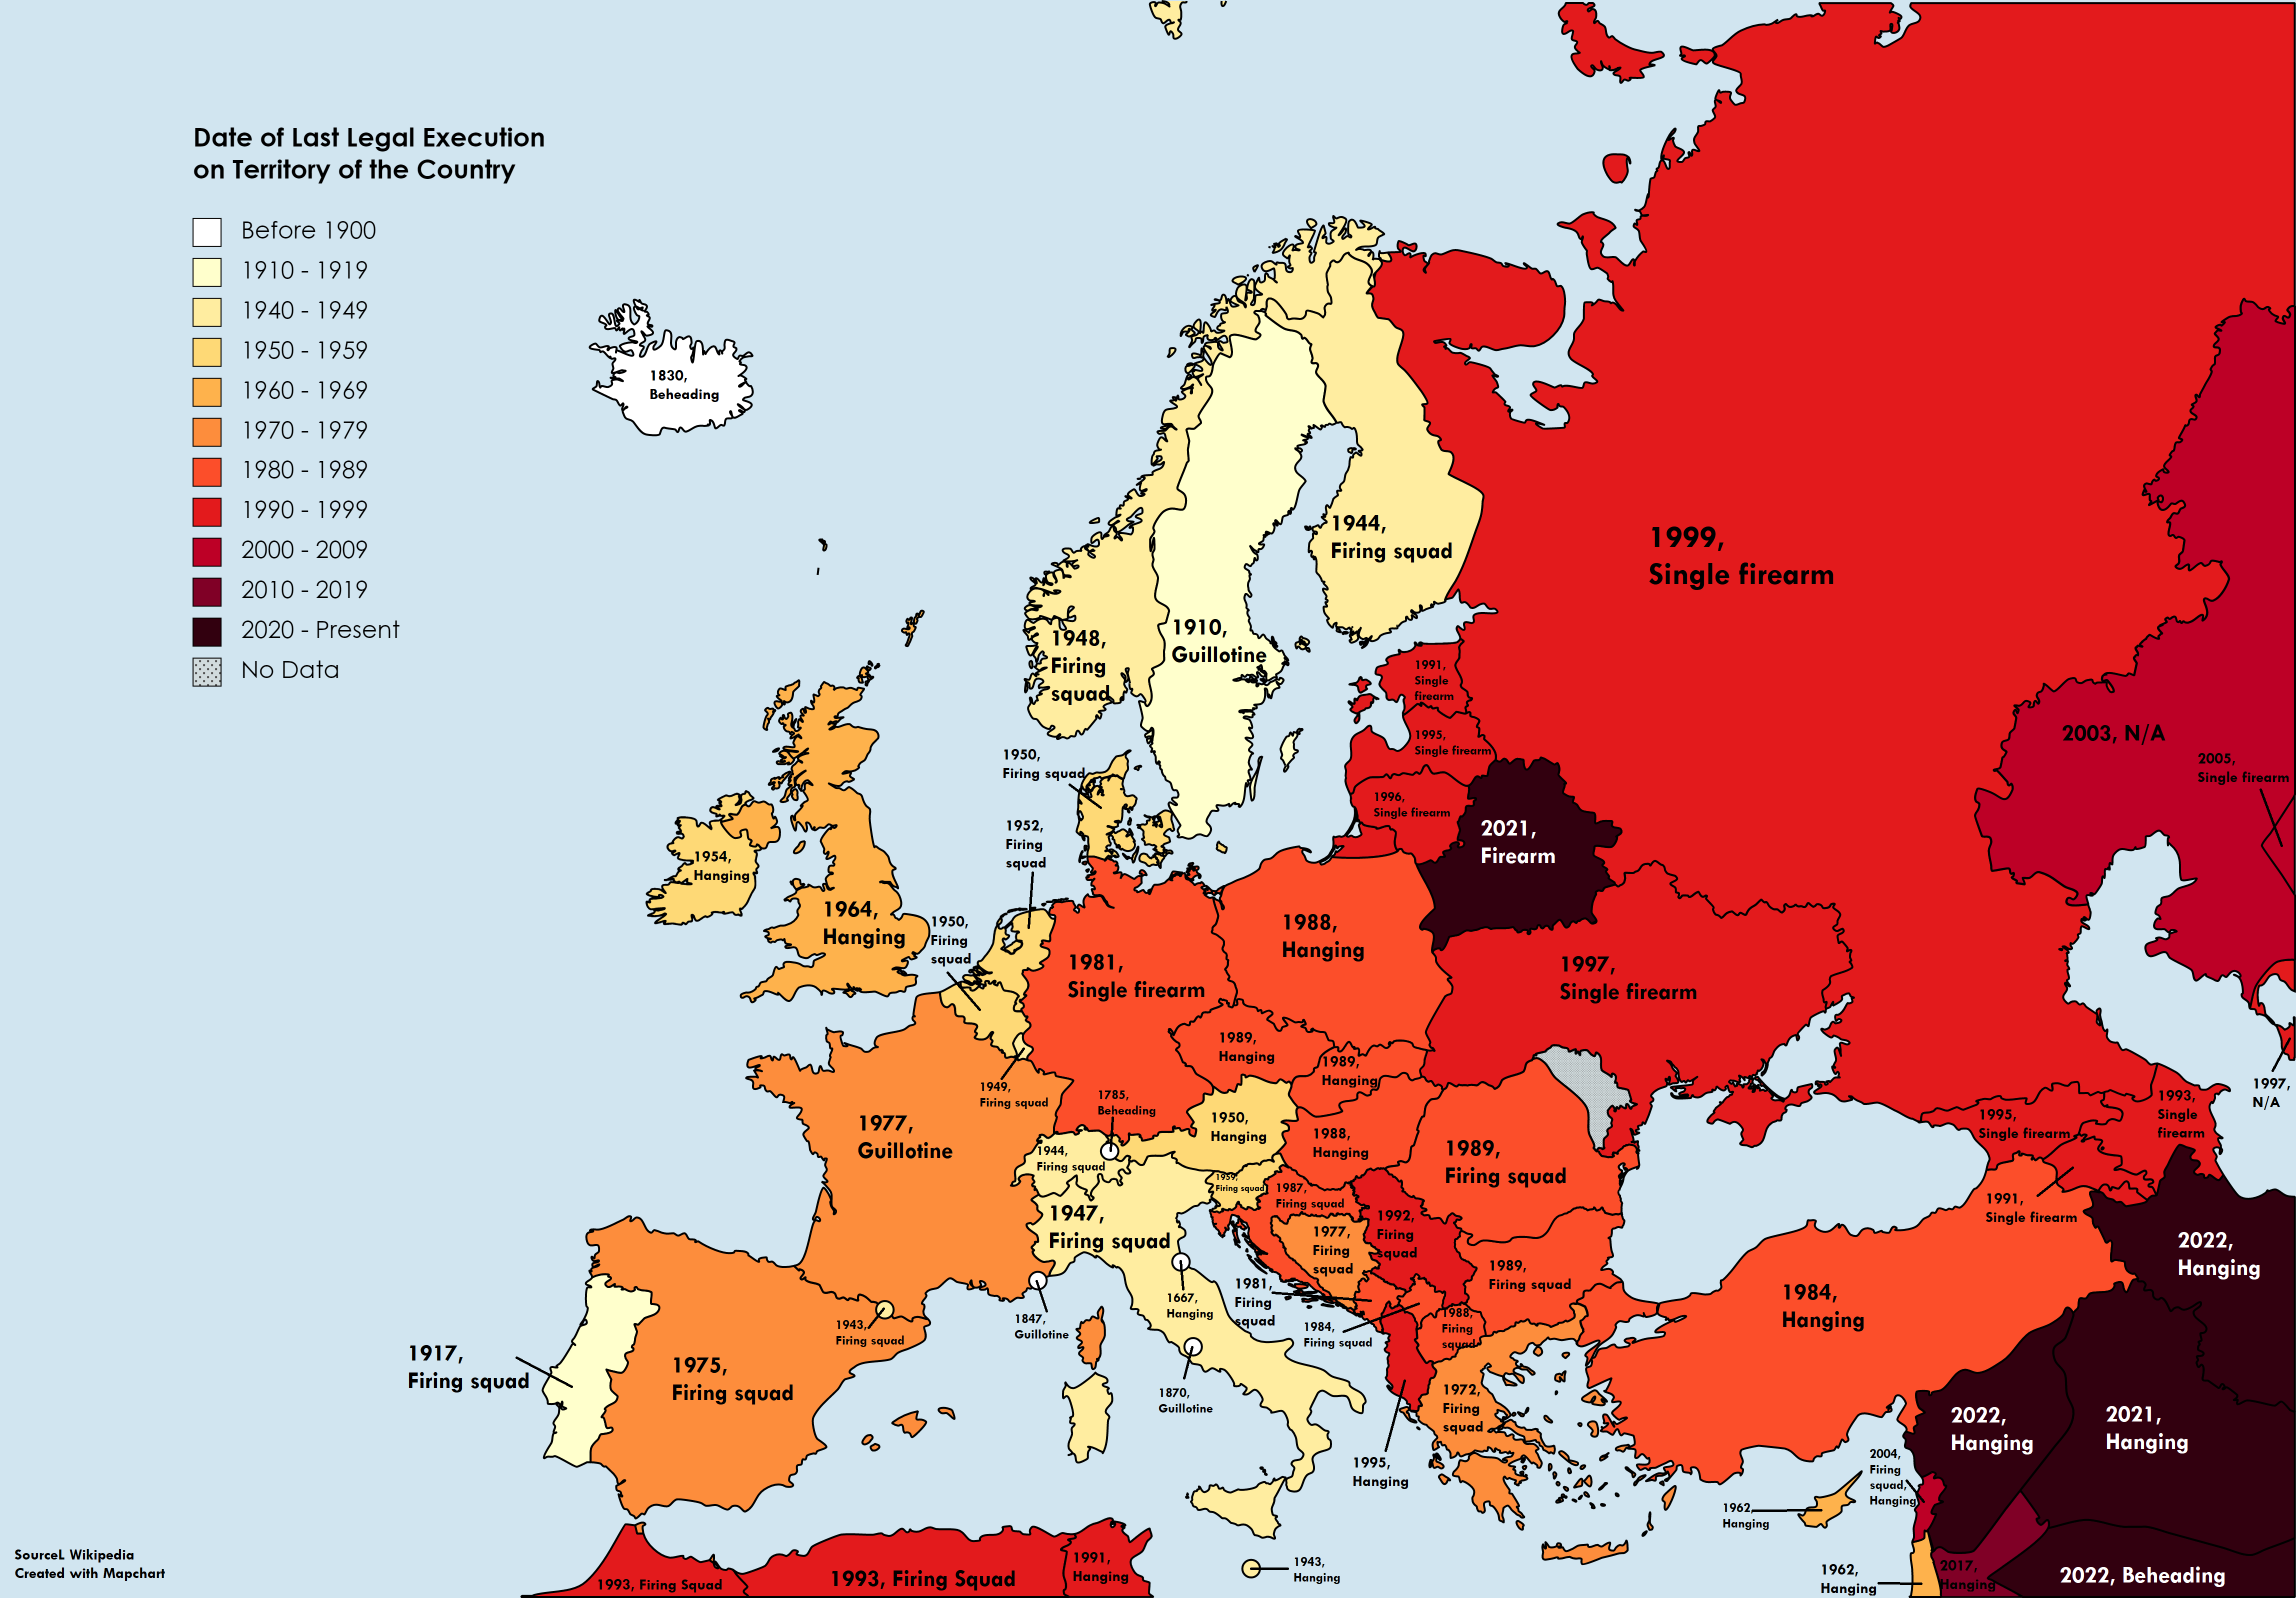 Date of Last Legal Execution
on Territory of the Country
Before 1900
1910 - 1919
1940 - 1949
1950 - 1959
1960 - 1969
1970 - 1979
1980 - 1989
1990 - 1999
2000 - 2009
2010 - 2019
2020 - Present
No Data
1830,
Beheading
1944,
Firing squad
1999,
Single firearm
1948,
Firing
squad
1910,
Guillotine
1991,
Single
firearm
1995,
Single firearm
1996,
Single firearm
2003, N/A
2005,
Single firearm
1950,
Firing squad
1952,
Firing
squad
2021,
Firearm
1954,
Hanging
1964,
Hanging
1950,
Firing
squad
1981,
Single firearm
1988,
Hanging
1997,
Single firearm
1989,
Hanging
1989,
Hanging
1949,
Firing squad
1785,
Beheading
1950,
Hanging
1988,
Hanging
1977,
Guillotine
1944,
Firing squad
1989,
Firing squad
1997,
N/A
1993,
Single
firearm
1995,
Single firearm
1991,
Single firearm
1959,
Firing squad
1987,
Firing squad
1947,
Firing squad
1992,
Firing
squad
1977,
Firing
squad
1989,
Firing squad
2022,
Hanging
1984,
Hanging
1667,
Hanging
1981,
Firing
squad
1984,
Firing squad
1988,
Firing
squad
1847,
Guillotine
1943,
Firing squad
1917,
Firing squad
1975,
Firing squad
1870,
Guillotine
1972,
Firing
squad
1995,
Hanging
2022,
Hanging
2021,
Hanging
2004,
Firing
squad,
Hanging
1962,
Hanging
1943,
Hanging
1962,
Hanging
2017,
Hanging
2022, Beheading
1993, Firing Squad
1993, Firing Squad
1991,
Hanging
SourceL Wikipedia
Created with Mapchart